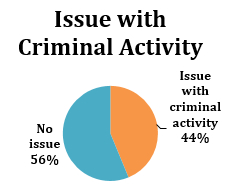 Issue with
Criminal Activity
Issue
with
criminal
activity
44%
No
issue
56%